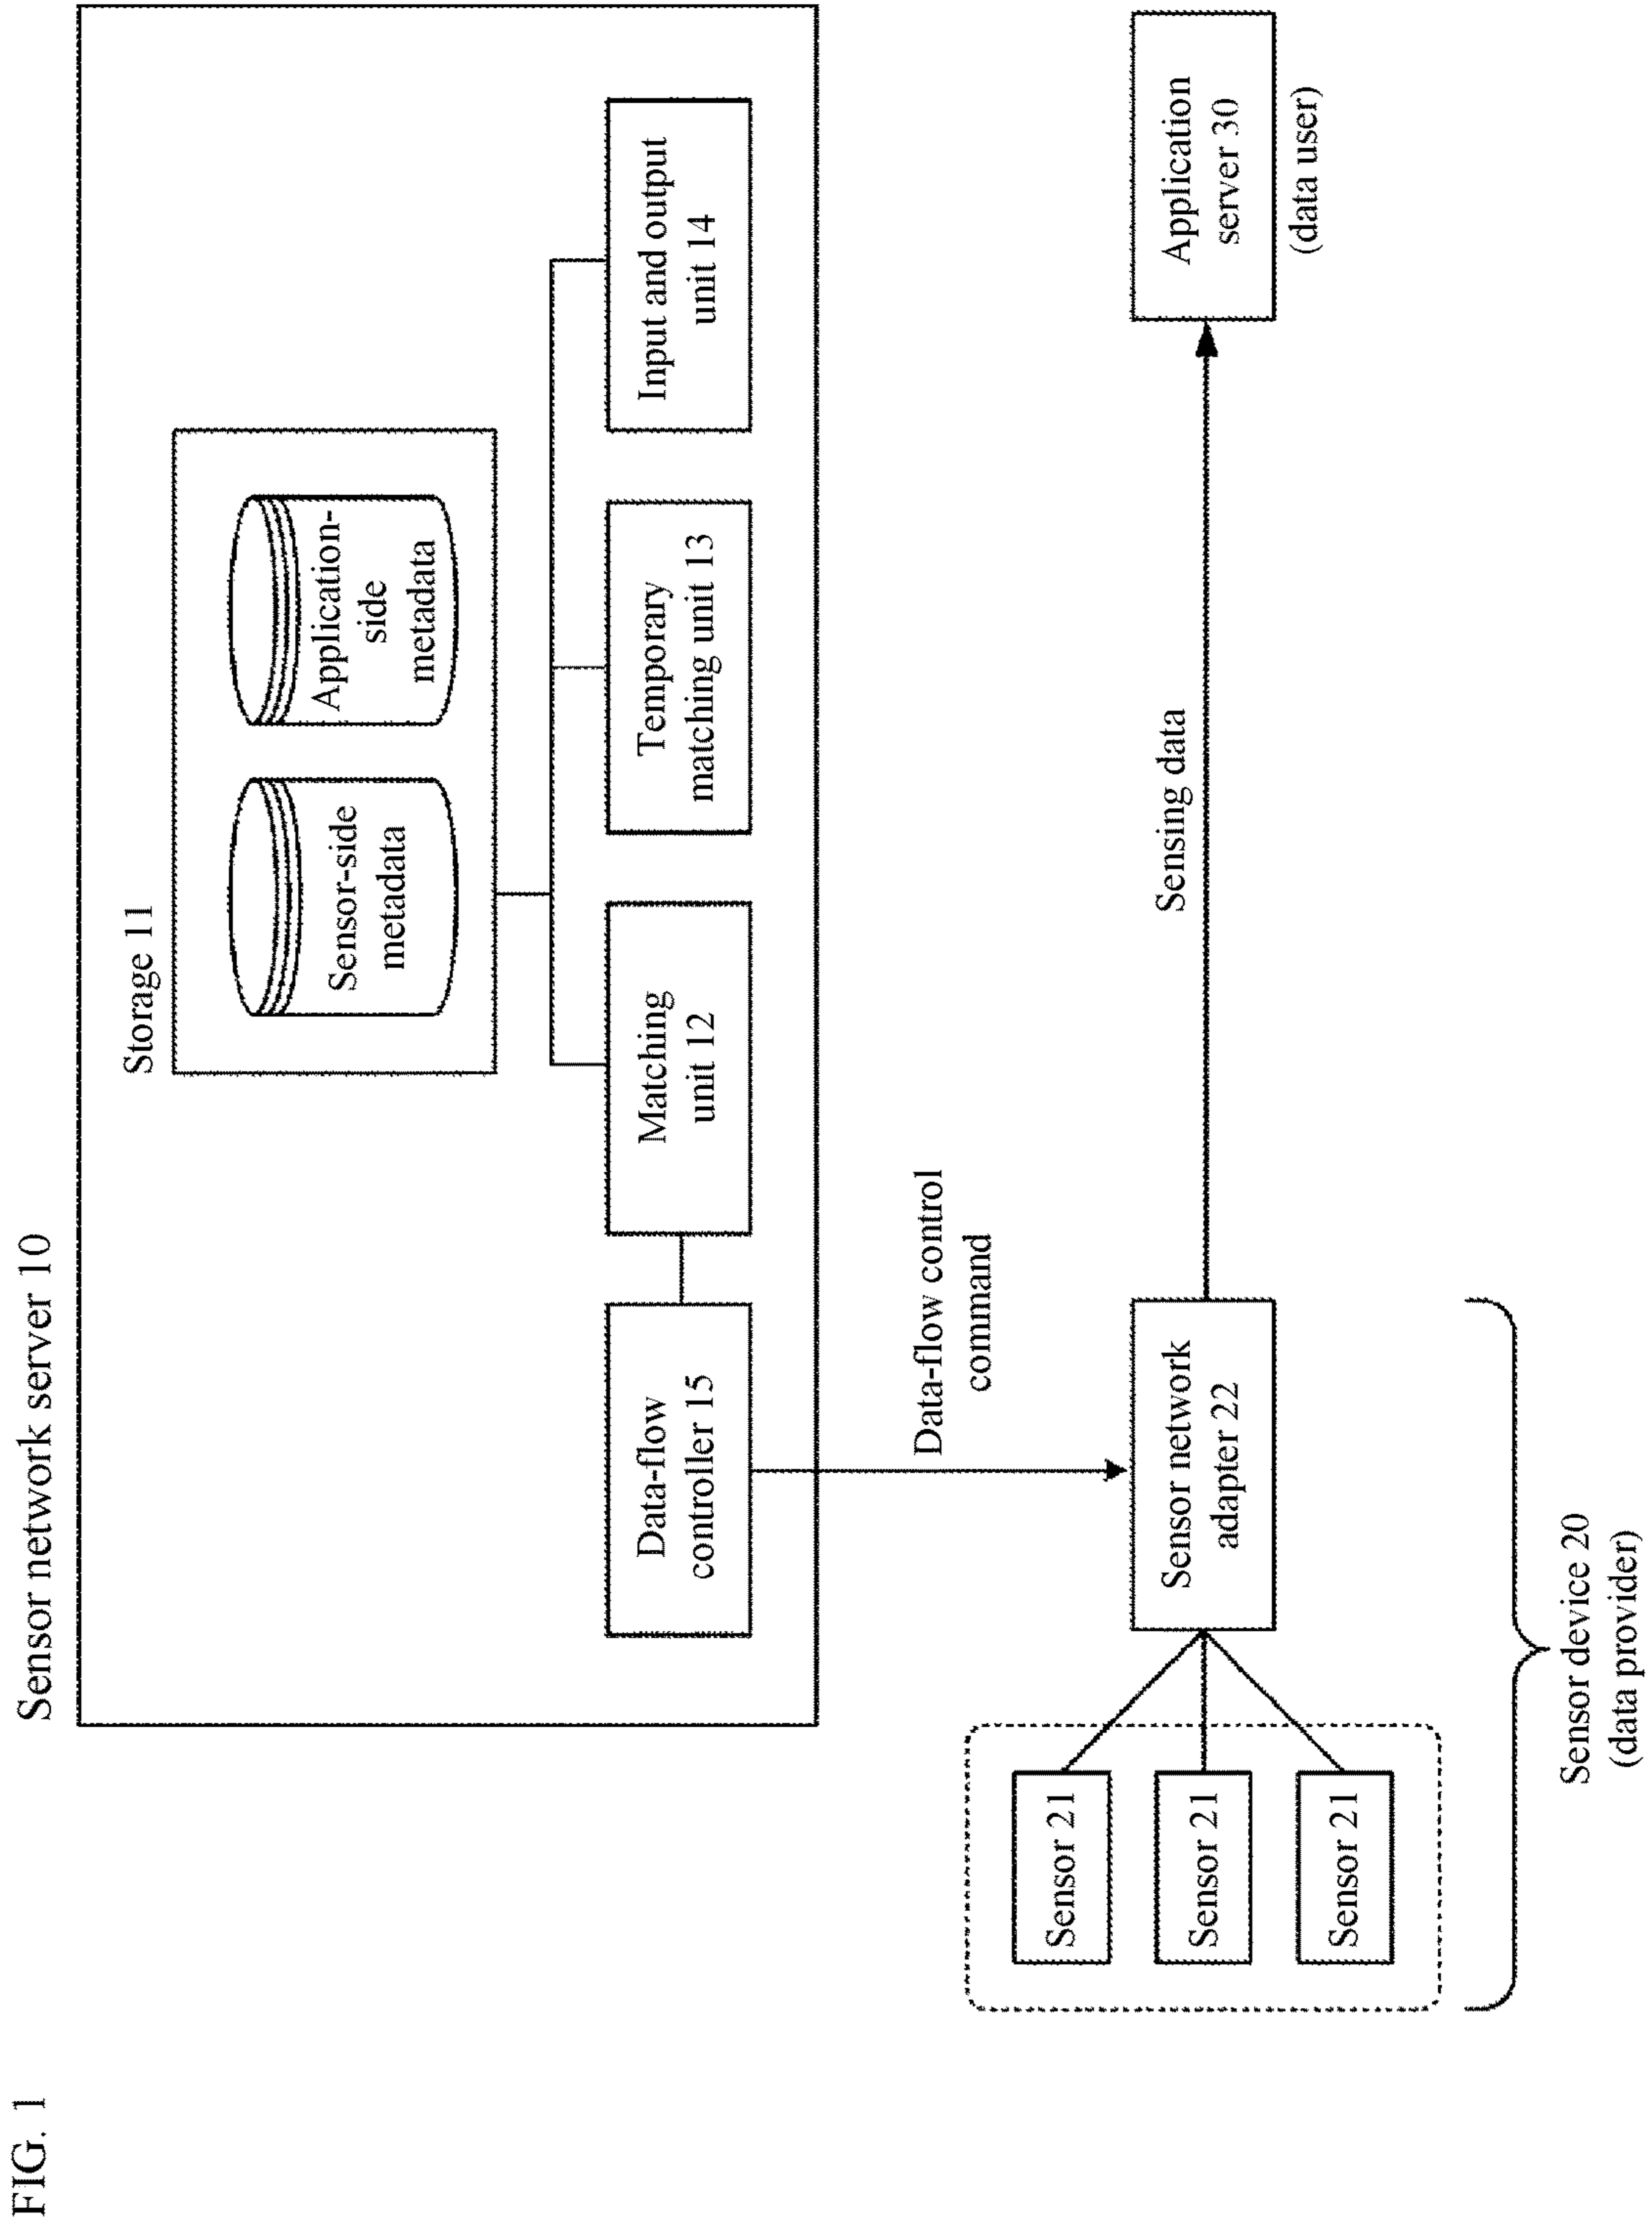 FIG. 1
Sensor network server 10
Storage 11
Sensor-side
metadata
Application-
side
metadata
Data-flow
controller 15
Matching
unit 12
Temporary
matching unit 13
Input and output
unit 14
Data-flow control
command
Sensor 21
Sensor 21
Sensor 21
Sensor network
adapter 22
Sensing data
Application
server 30
(data user)
Sensor device 20
(data provider)